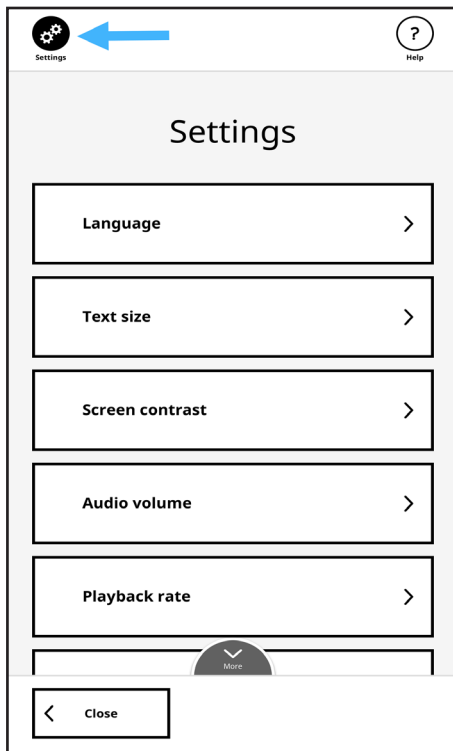 Settings
?
Help
Settings
Language
Text size
Screen contrast
Audio volume
Playback rate
More
Close